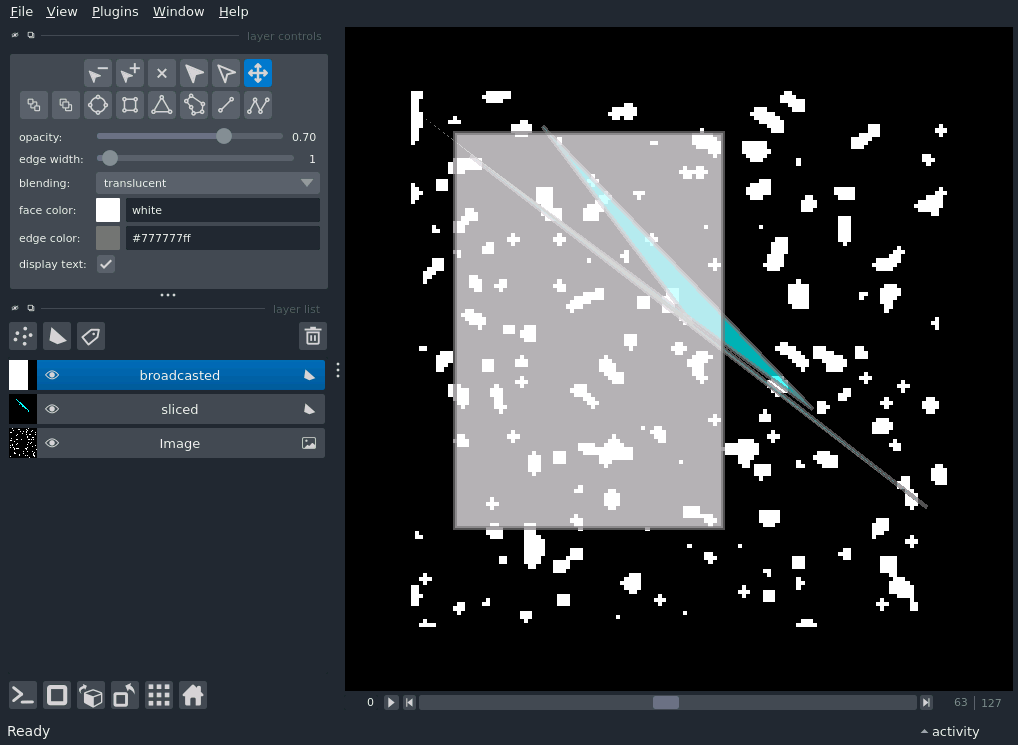 File View Plugins Window Help
layer controls
opacity: 0.70
edge width: 1
blending: translucent
face color: white
edge color: #777777ff
display text:
layer list
broadcasted
sliced
Image
0 63 127
Ready activity